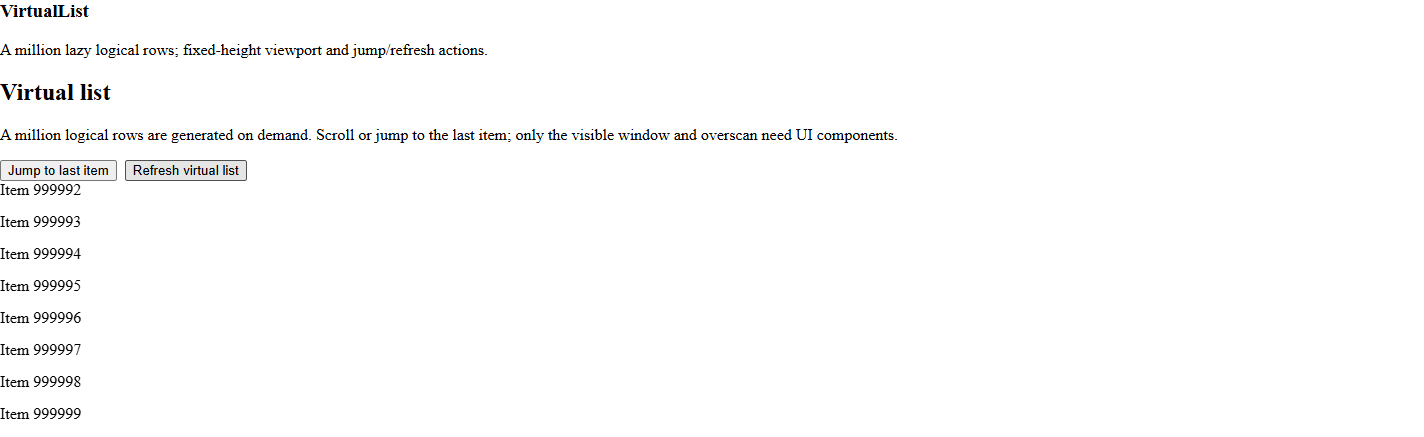 VirtualList
A million lazy logical rows; fixed-height viewport and jump/refresh actions.
Virtual list
A million logical rows are generated on demand. Scroll or jump to the last item; only the visible window and overscan need UI components.
Jump to last item Refresh virtual list
Item 999992
Item 999993
Item 999994
Item 999995
Item 999996
Item 999997
Item 999998
Item 999999